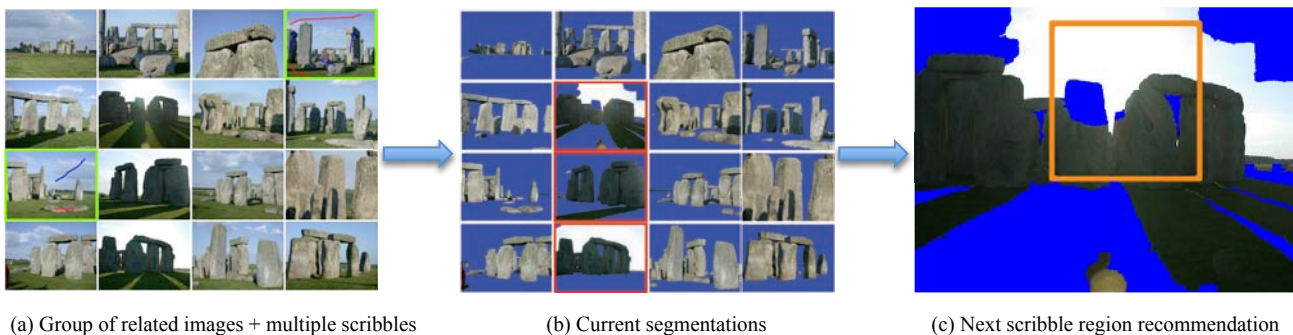 (a) Group of related images + multiple scribbles
(b) Current segmentations
(c) Next scribble region recommendation